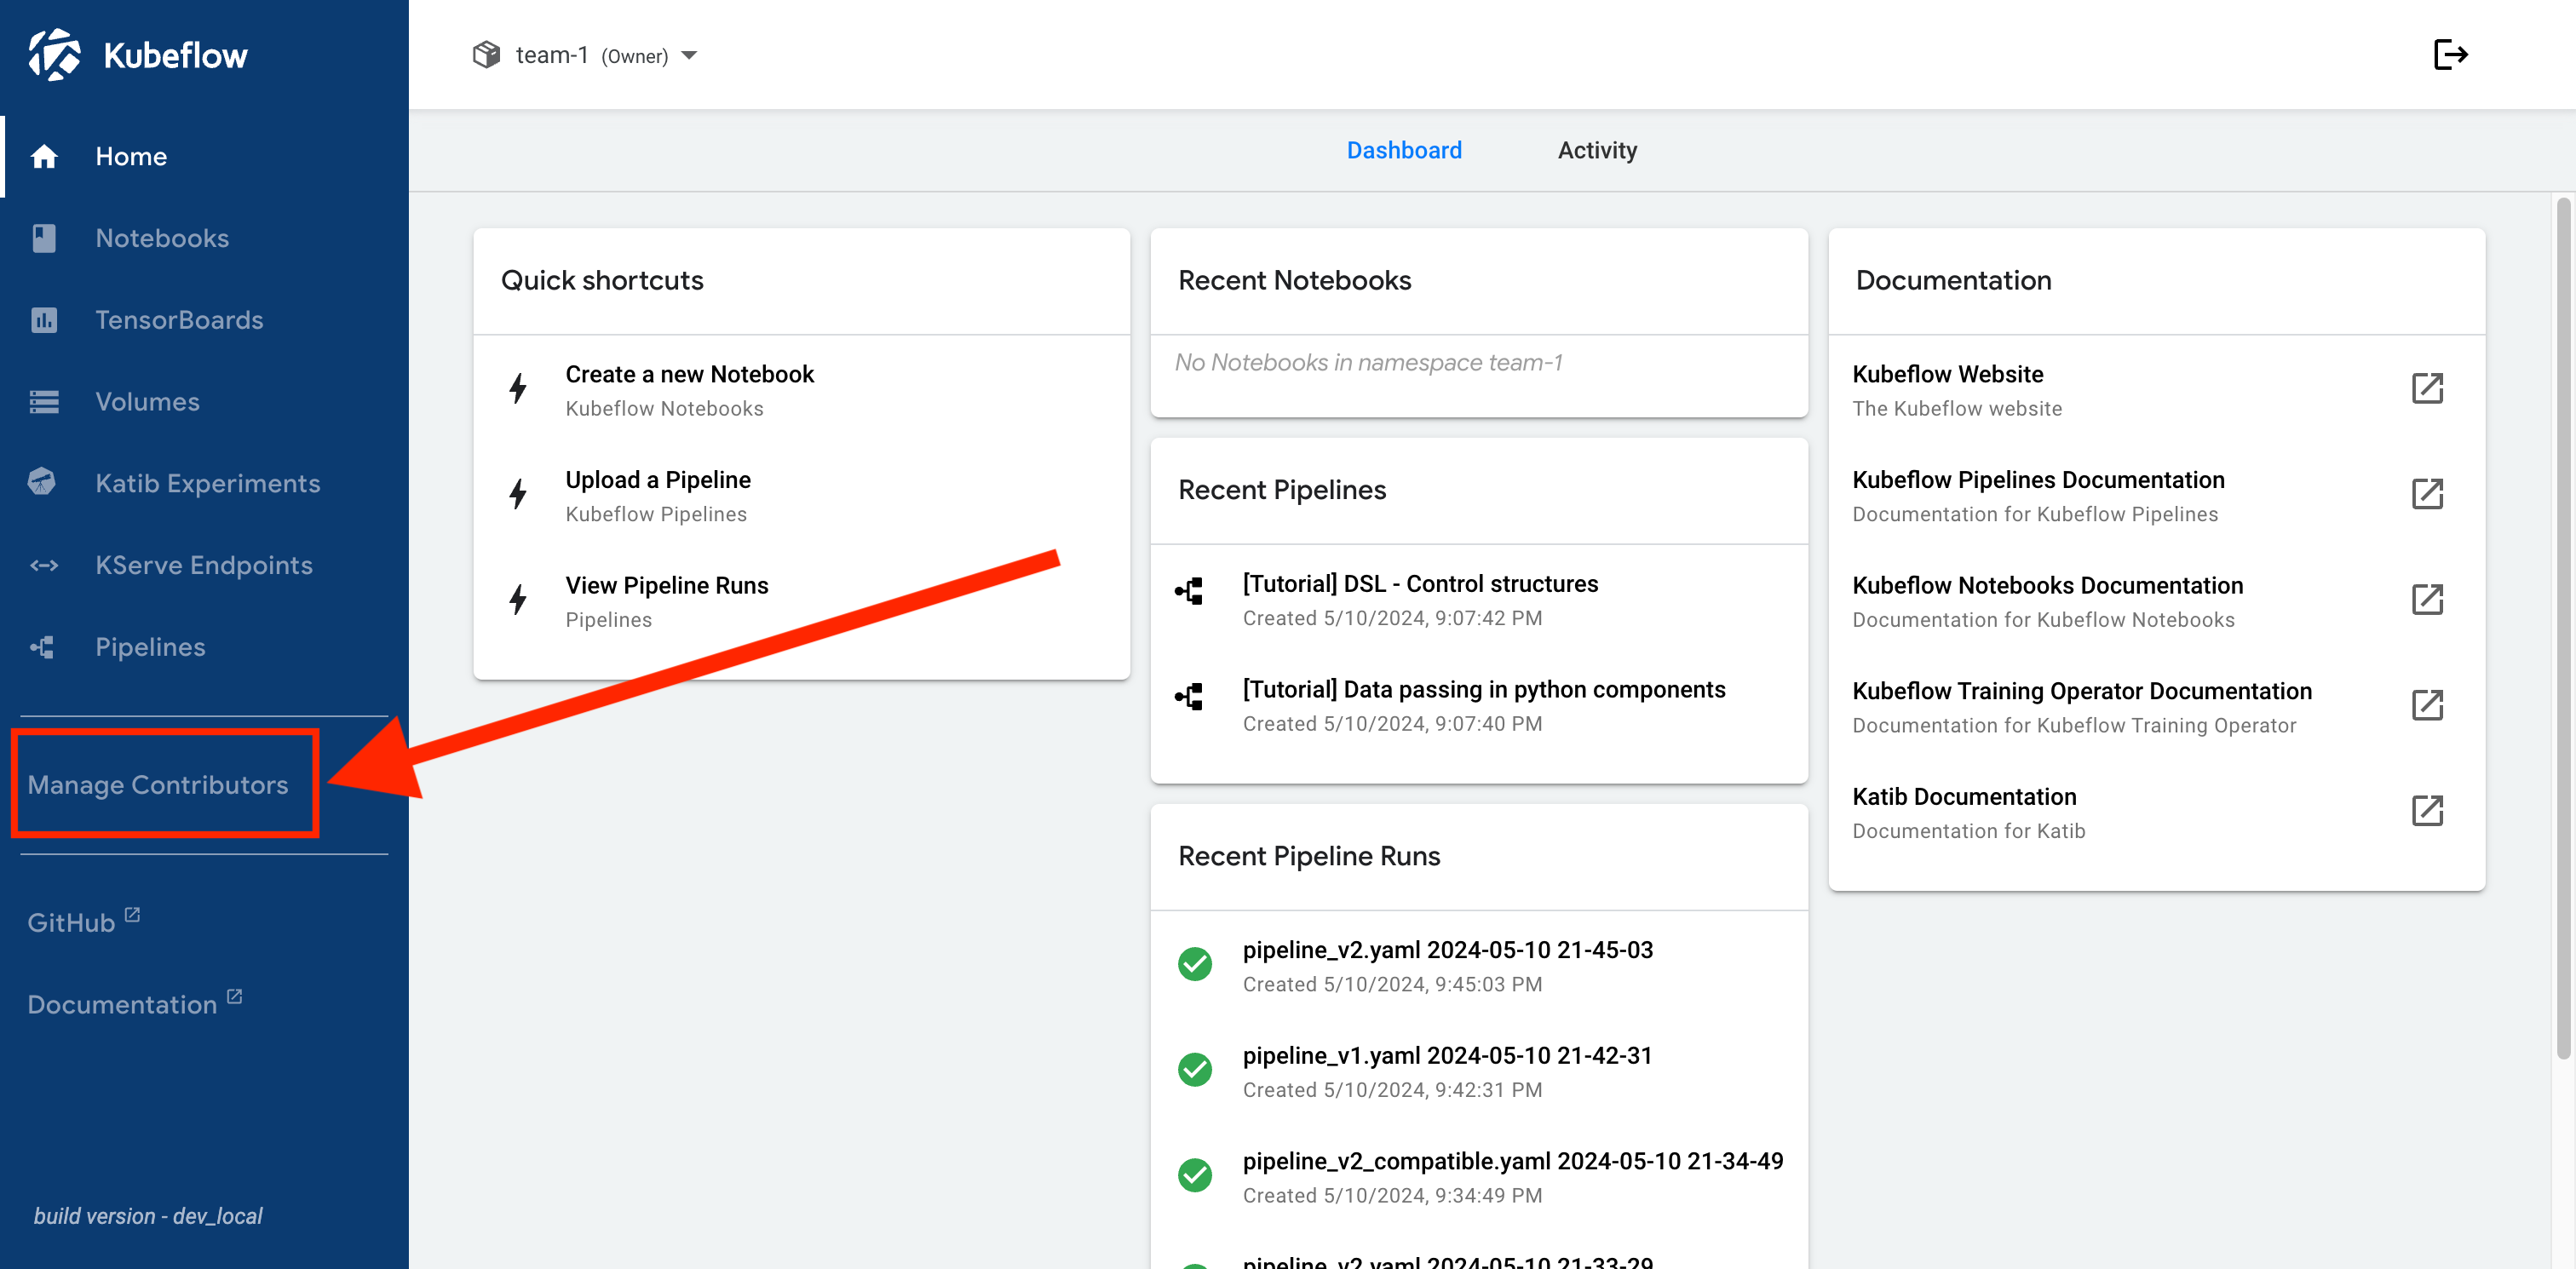 Kubeflow
Home
Notebooks
TensorBoards
Volumes
Katib Experiments
KServe Endpoints
Pipelines
Manage Contributors
GitHub
Documentation
build version - dev_local
team-1 (Owner)
Dashboard
Activity
Quick shortcuts
Create a new Notebook
Kubeflow Notebooks
Upload a Pipeline
Kubeflow Pipelines
View Pipeline Runs
Pipelines
Recent Notebooks
No Notebooks in namespace team-1
Recent Pipelines
[Tutorial] DSL - Control structures
Created 5/10/2024, 9:07:42 PM
[Tutorial] Data passing in python components
Created 5/10/2024, 9:07:40 PM
Recent Pipeline Runs
pipeline_v2.yaml 2024-05-10 21-45-03
Created 5/10/2024, 9:45:03 PM
pipeline_v1.yaml 2024-05-10 21-42-31
Created 5/10/2024, 9:42:31 PM
pipeline_v2_compatible.yaml 2024-05-10 21-34-49
Created 5/10/2024, 9:34:49 PM
pipeline_v2.yaml 2024-05-10 21-33-29
Documentation
Kubeflow Website
The Kubeflow website
Kubeflow Pipelines Documentation
Documentation for Kubeflow Pipelines
Kubeflow Notebooks Documentation
Documentation for Kubeflow Notebooks
Kubeflow Training Operator Documentation
Documentation for Kubeflow Training Operator
Katib Documentation
Documentation for Katib